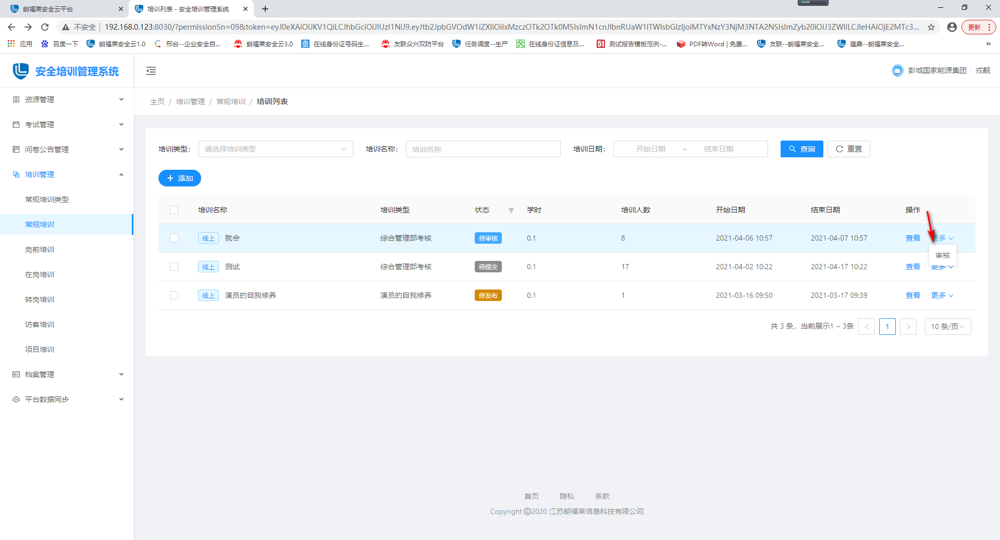 朗福莱安全云平台
培训列表 - 安全培训管理系统
不安全 192.168.0.123:8030/?permissionSn=09&token=eyJ0eXAiOiJKV1QiLCJhbGciOiJIUzI1NiJ9.eyJtb2JpbGVOdW1iZXIiOiIxMzczOTk2OTk0MSIsImN1cnJlbnRUaW1lTWlsbGlzIjoiMTYxNzY3NjM3NTA2NSIsImZyb20iOiJ3ZWIiLCJleHAiOjE2MTc3...
更新
应用
百度一下
朗福莱安全云1.0
邢台--企业安全自...
朗福莱安全云3.0
在线身份证号码生...
友联众兴双防平台
任务调度--生产
在线身份证信息及...
测试报告模板范例-...
PDF转Word | 免费...
友联--朗福莱安全...
蕴鼎--朗福莱安全...
安全培训管理系统
彭城国家能源集团
戎靓
资源管理
考试管理
问卷公告管理
培训管理
常规培训类型
常规培训
岗前培训
在岗培训
转岗培训
访客培训
项目培训
档案管理
平台数据同步
主页 / 培训管理 / 常规培训 / 培训列表
培训类型: 请选择培训类型 培训名称: 培训名称 培训日期: 开始日期 ~ 结束日期 查询 重置
+ 添加
培训名称 培训类型 状态 学时 培训人数 开始日期 结束日期 操作
线上 就会 综合管理部考核 待审核 0.1 8 2021-04-06 10:57 2021-04-07 10:57 查看 更多
审核
线上 测试 综合管理部考核 待提交 0.1 17 2021-04-02 10:22 2021-04-17 10:22 查看 更多
线上 演员的自我修养 演员的自我修养 待发布 0.1 1 2021-03-16 09:50 2021-03-17 09:39 查看 更多
共 3 条，当前展示1 ~ 3条 < 1 > 10 条/页
首页 隐私 条款
Copyright ©2020 江苏朗福莱信息科技有限公司